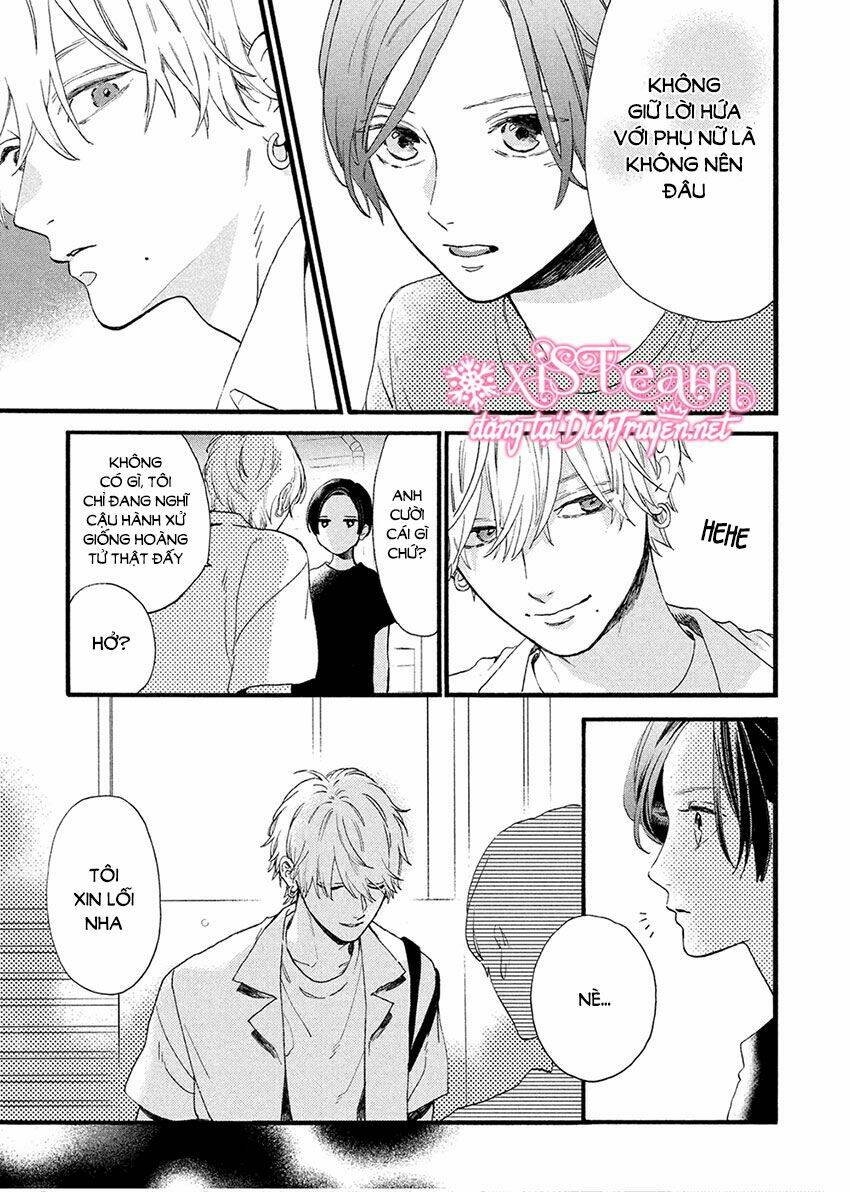 KHÔNG
GIỮ LỜI HỨA
VỚI PHỤ NỮ LÀ
KHÔNG NÊN
ĐÂU
XIS Team
đăng tại DichTruyen.net
HEHE
ANH
CƯỜI
CÁI GÌ
CHỨ?
KHÔNG
CÓ GÌ, TÔI
CHỈ ĐANG NGHĨ
CẬU HÀNH XỬ
GIỐNG HOÀNG
TỬ THẬT ĐẤY
HỞ?
NÈ...
TÔI
XIN LỖI
NHA